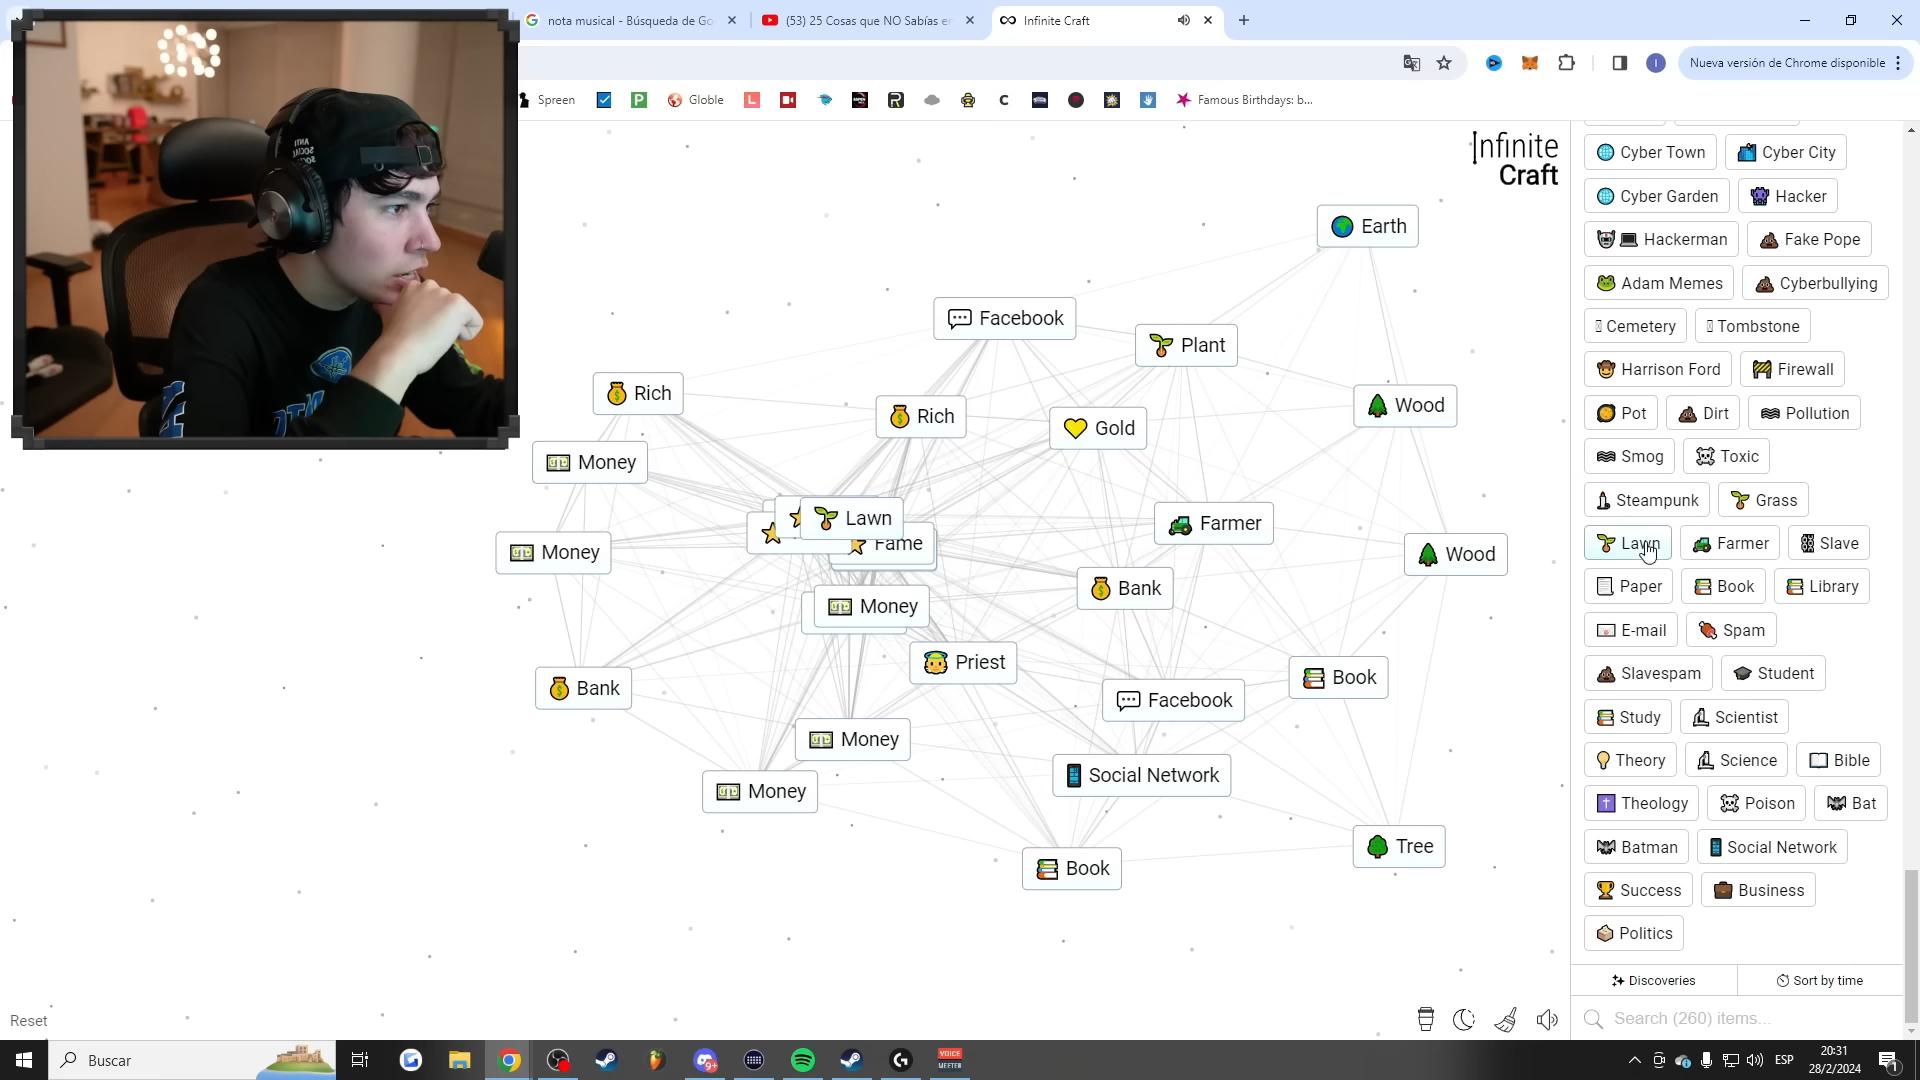 nota musical - Búsqueda de Go
(53) 25 Cosas que NO Sabías e
Infinite Craft
Nueva versión de Chrome disponible
Spreen
Globle
Famous Birthdays: b...
ANTI
SOCIAL
Infinite
Craft
Earth
Facebook
Plant
Rich
Rich
Gold
Wood
Money
Lawn
Fame
Farmer
Money
Wood
Bank
Money
Priest
Book
Bank
Facebook
Money
Social Network
Money
Tree
Book
Cyber Town
Cyber City
Cyber Garden
Hacker
Hackerman
Fake Pope
Adam Memes
Cyberbullying
Cemetery
Tombstone
Harrison Ford
Firewall
Pot
Dirt
Pollution
Smog
Toxic
Steampunk
Grass
Lawn
Farmer
Slave
Paper
Book
Library
E-mail
Spam
Slavespam
Student
Study
Scientist
Theory
Science
Bible
Theology
Poison
Bat
Batman
Social Network
Success
Business
Politics
Discoveries
Sort by time
Search (260) items...
Reset
Buscar
VOICE
MEETER
ESP
20:31
28/2/2024